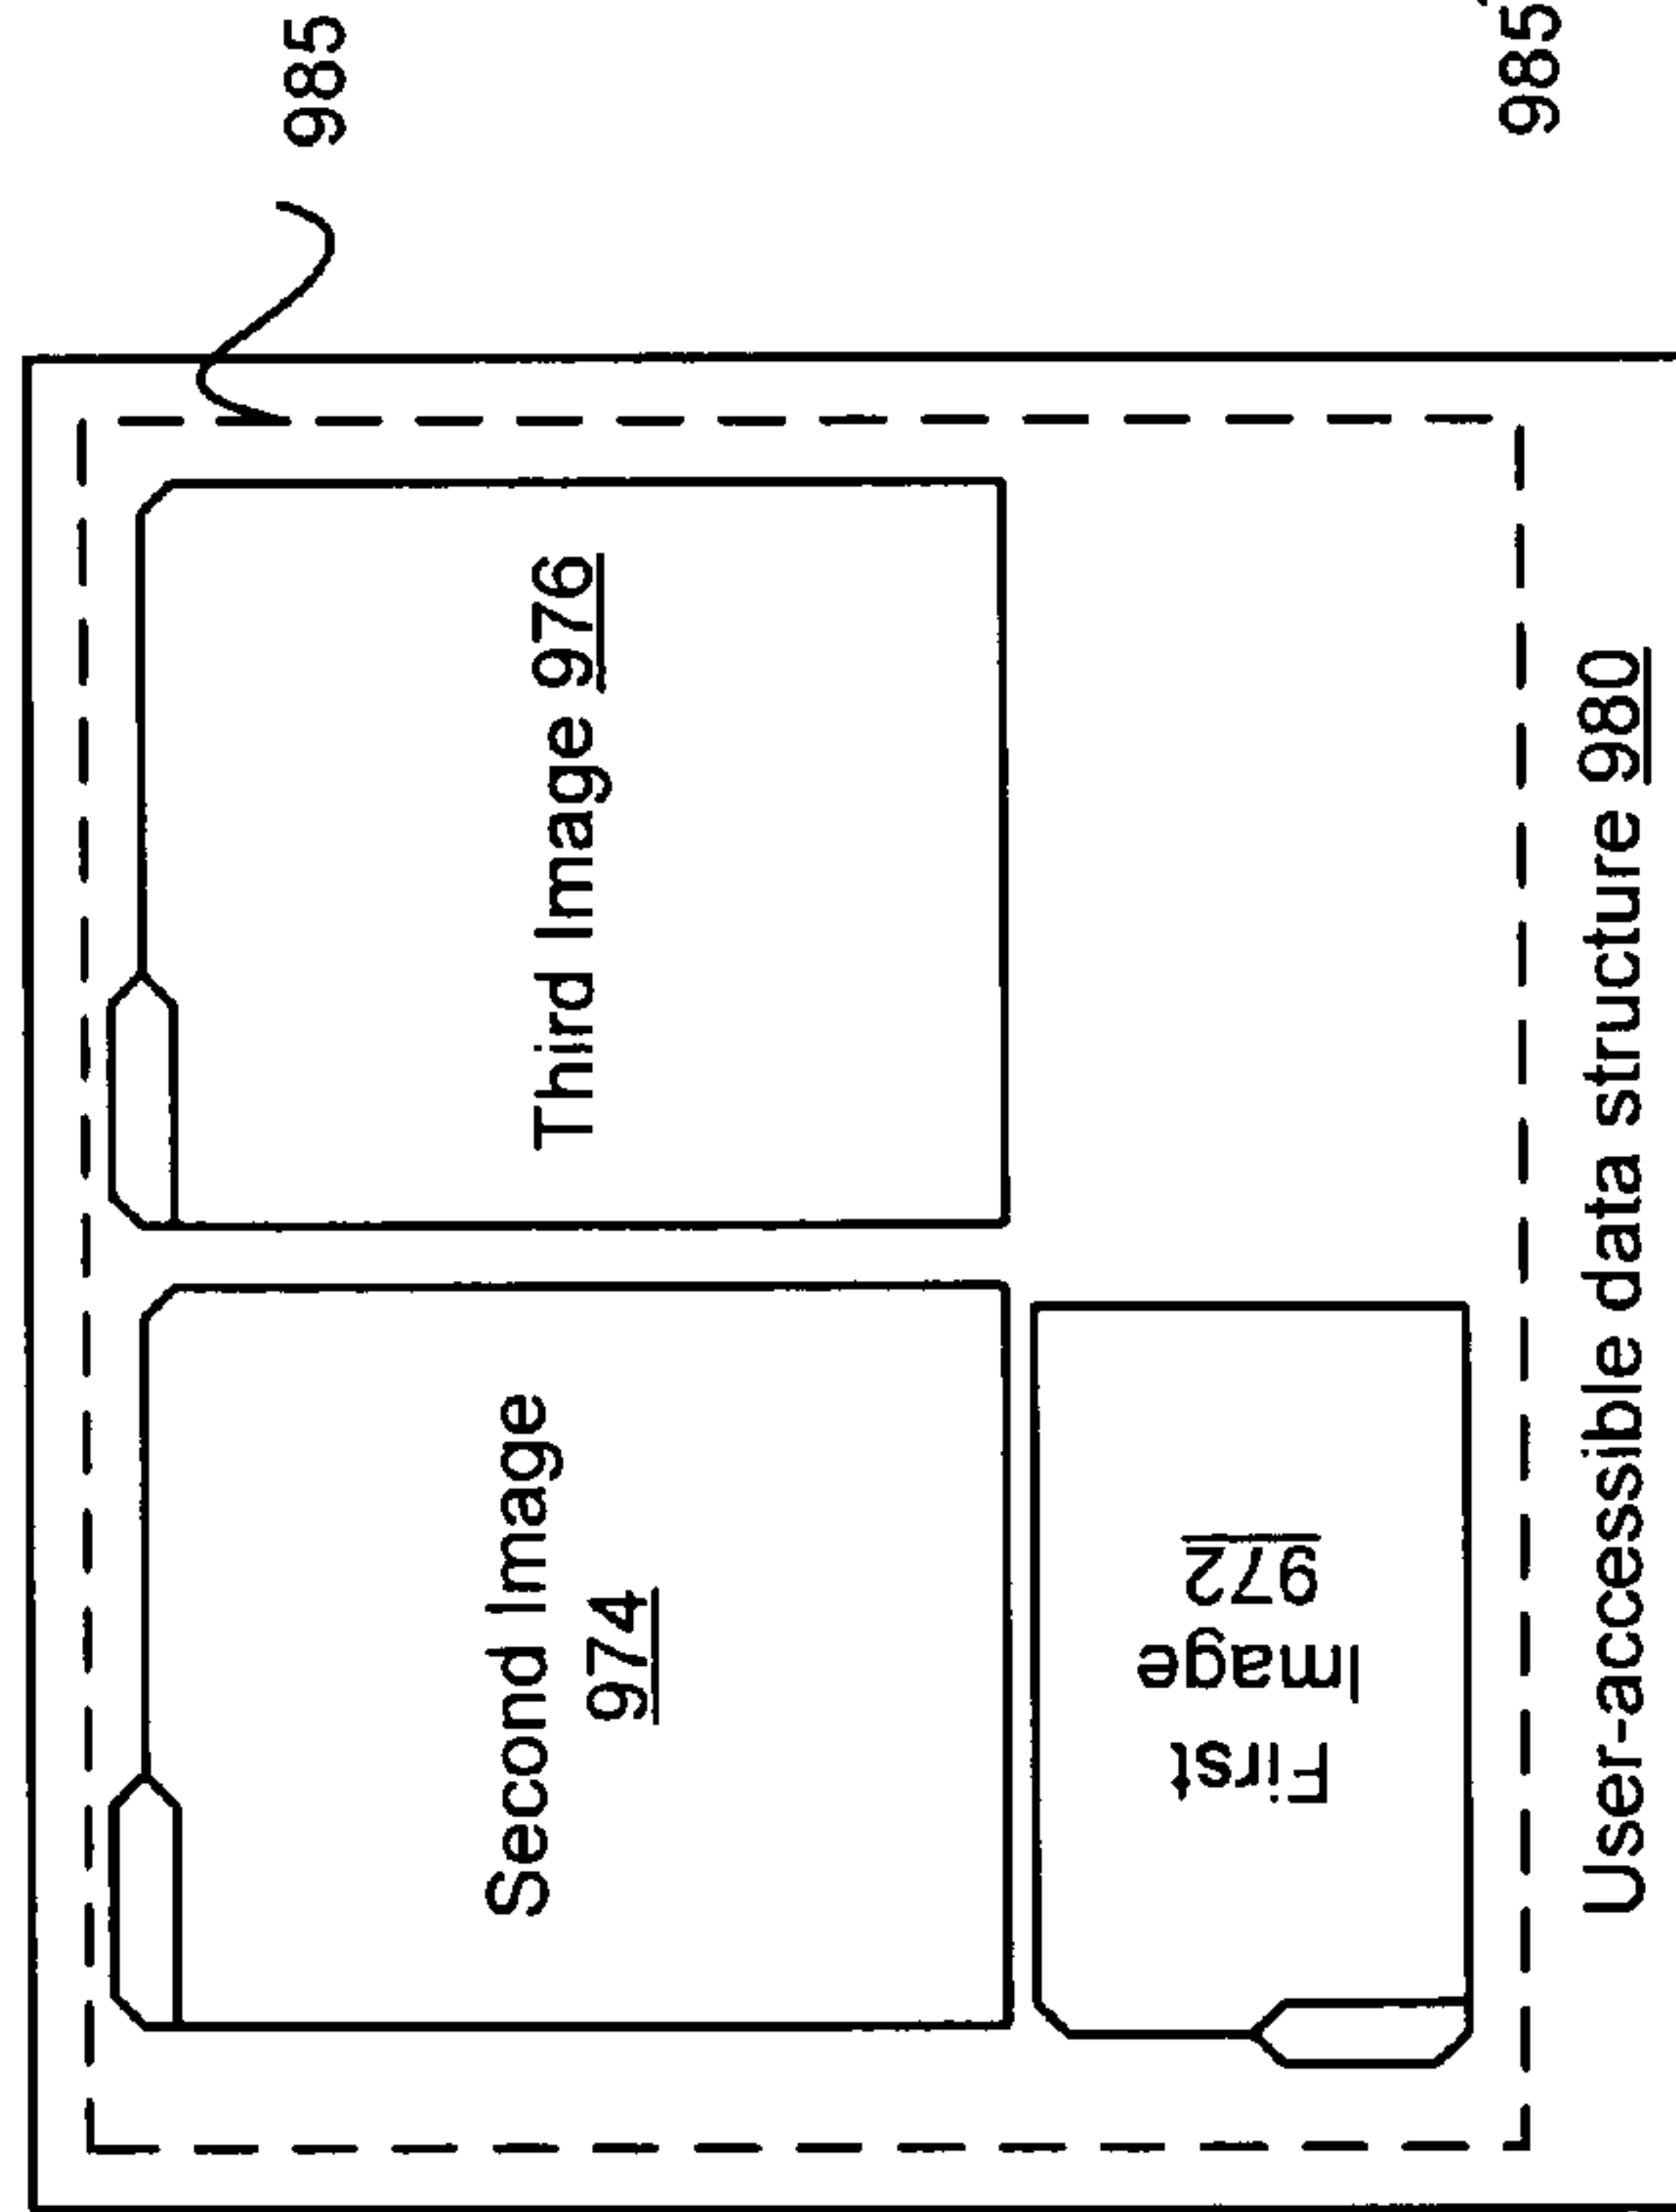 985
Second Image
974
Third Image 976
First
Image
972
User-accessible data structure 980
985